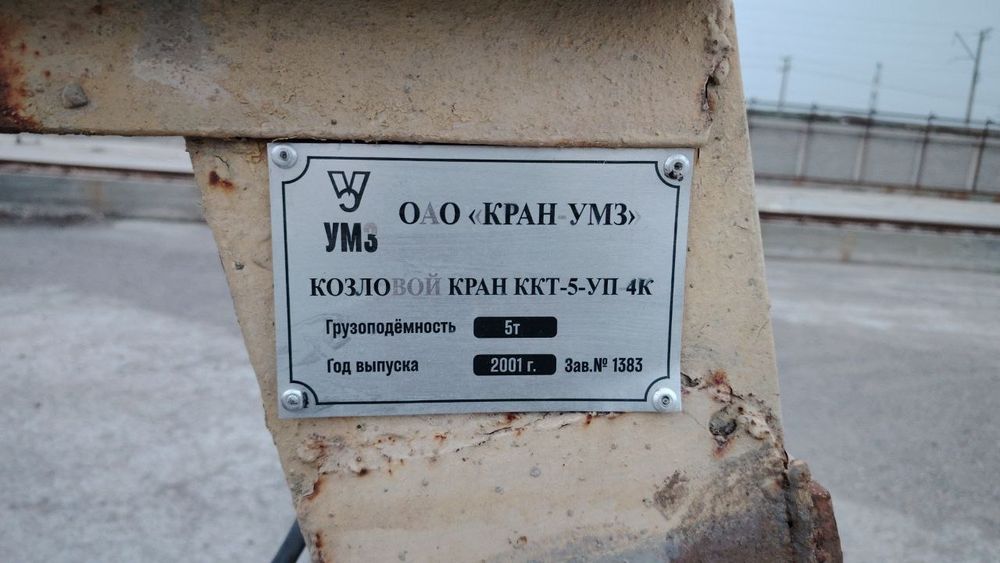 УМЗ
ОАО «КРАН-УМЗ»
КОЗЛОВОЙ КРАН ККТ-5-УП 4К
Грузоподёмность 5т
Год выпуска 2001 г. Зав.№ 1383